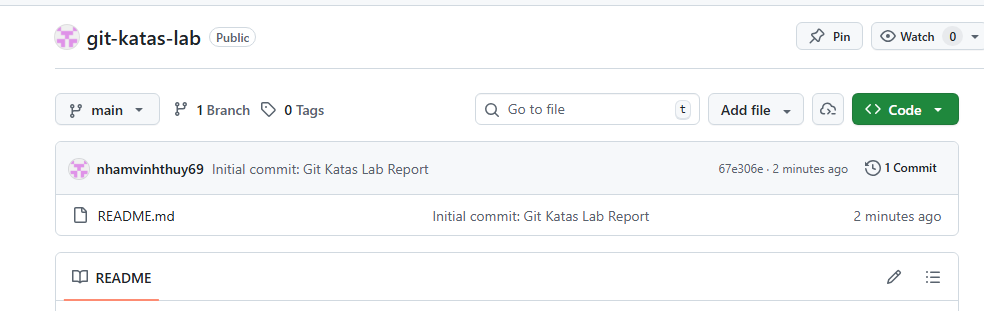 git-katas-lab Public Pin Watch 0
main 1 Branch 0 Tags Go to file t Add file Code
nhamvinhthuy69 Initial commit: Git Katas Lab Report 67e306e · 2 minutes ago 1 Commit
README.md Initial commit: Git Katas Lab Report 2 minutes ago
README